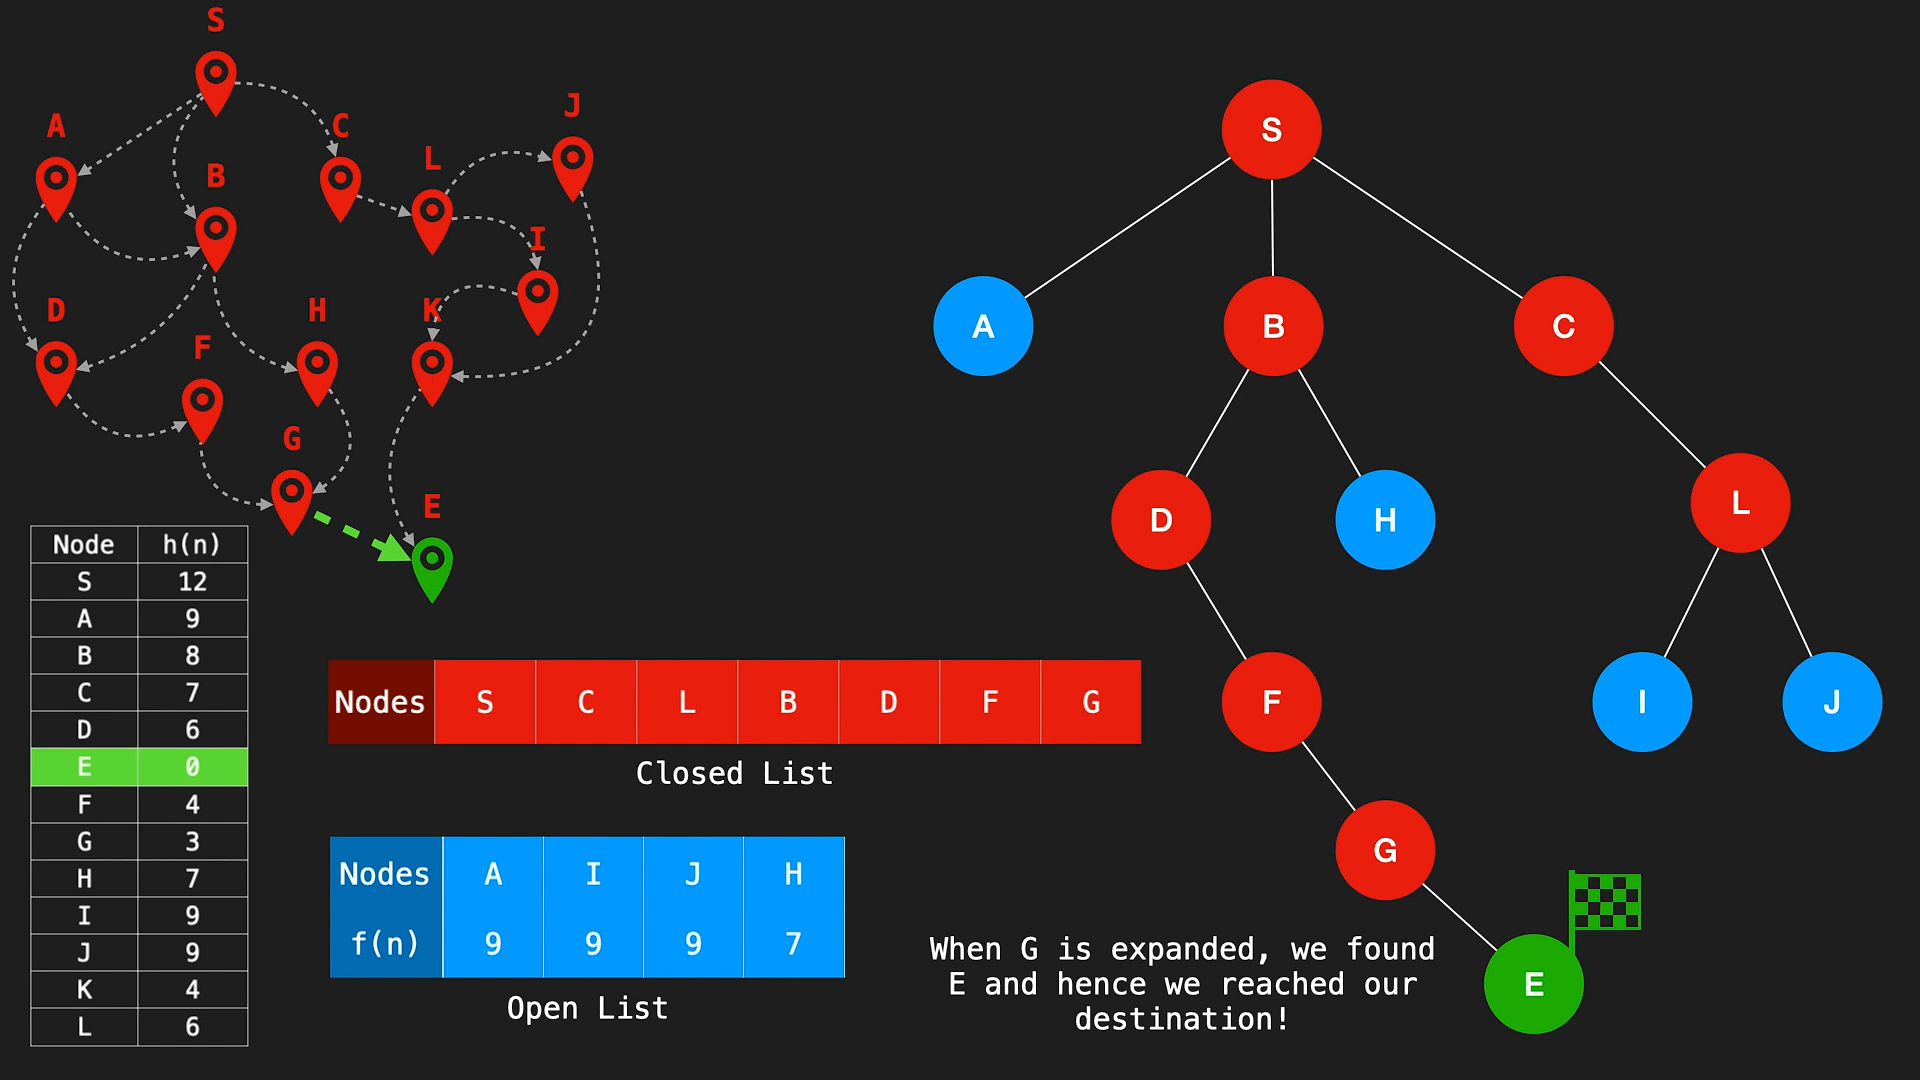 S
J
A
C
L
B
I
D
H
K
F
G
E
Node h(n)
S 12
A 9
B 8
C 7
D 6
E 0
F 4
G 3
H 7
I 9
J 9
K 4
L 6
Nodes S C L B D F G
Closed List
Nodes A I J H
f(n) 9 9 9 7
Open List
S
A B C
D H L
F I J
G
E
When G is expanded, we found
E and hence we reached our
destination!